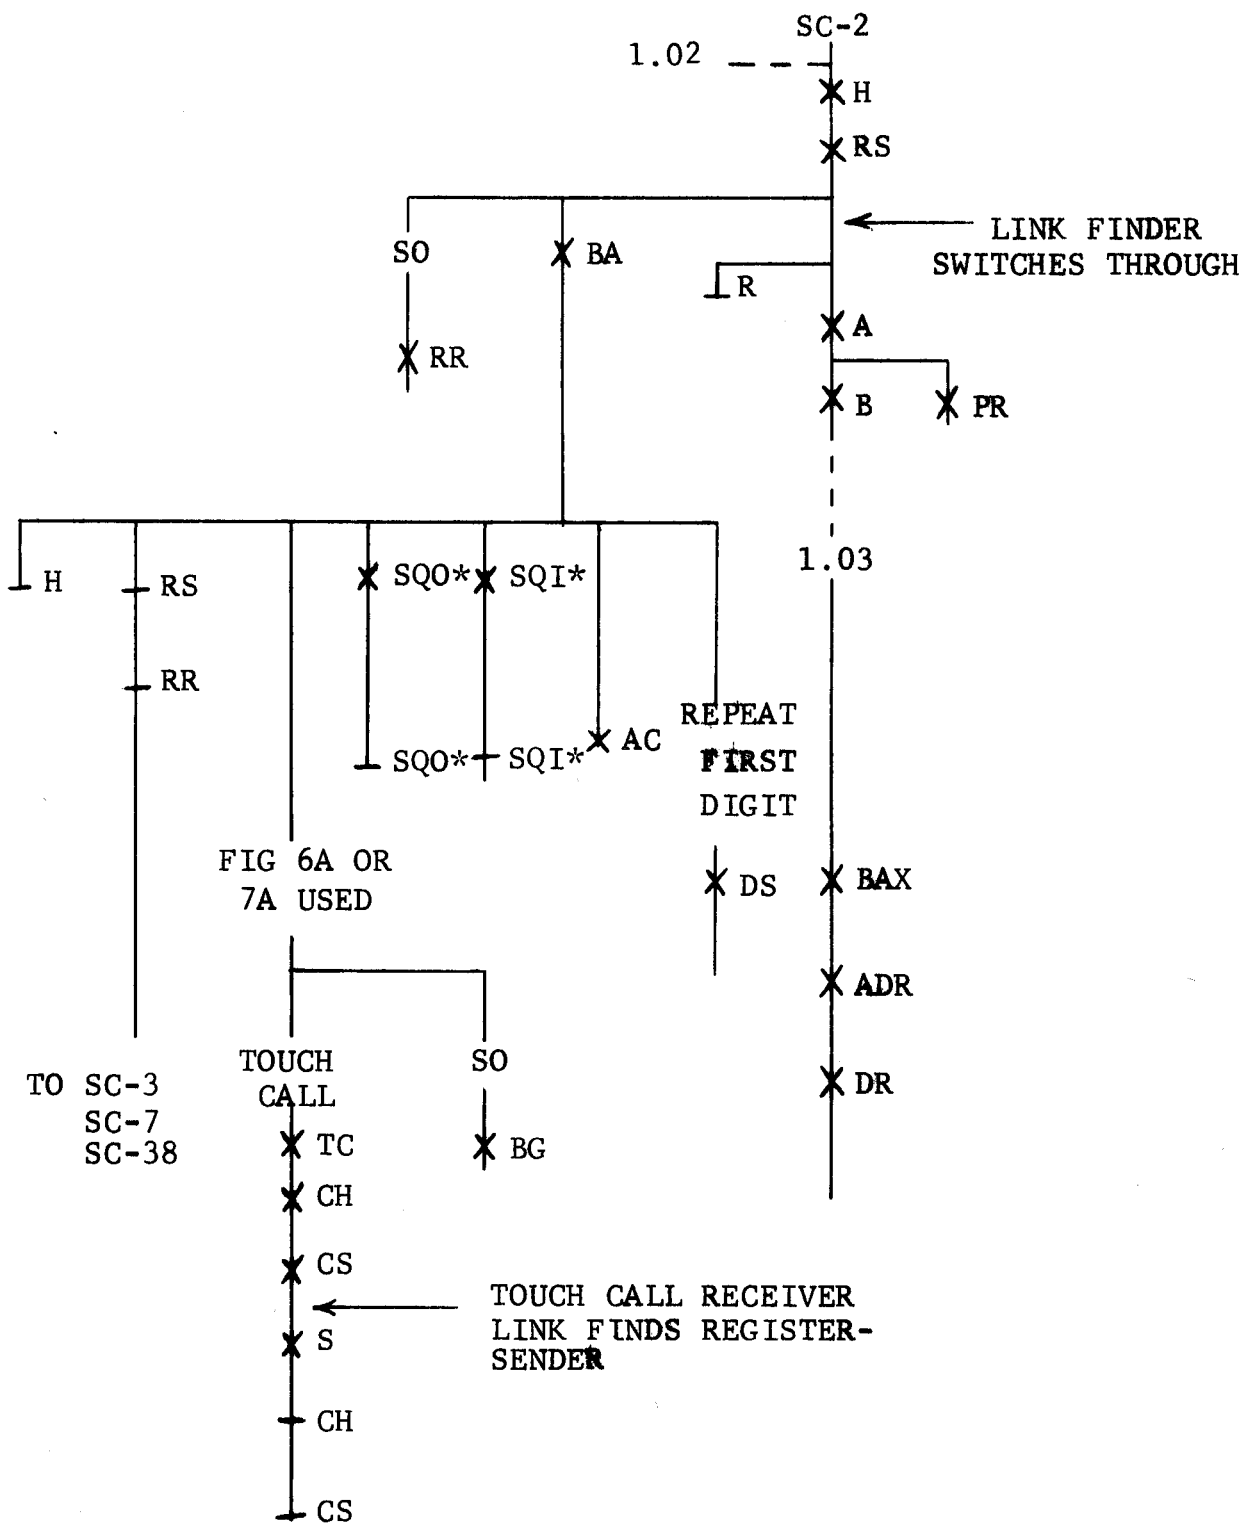 SC-2
1.02
H
RS
LINK FINDER
SWITCHES THROUGH
SO
BA
R
A
RR
B
PR
1.03
H
RS
SQO*
SQI*
RR
REPEAT
FIRST
DIGIT
AC
SQO*
SQI*
FIG 6A OR
7A USED
DS
BAX
ADR
TOUCH
CALL
SO
TO SC-3
SC-7
SC-38
DR
TC
BG
CH
CS
TOUCH CALL RECEIVER
LINK FINDS REGISTER-
SENDER
S
CH
CS